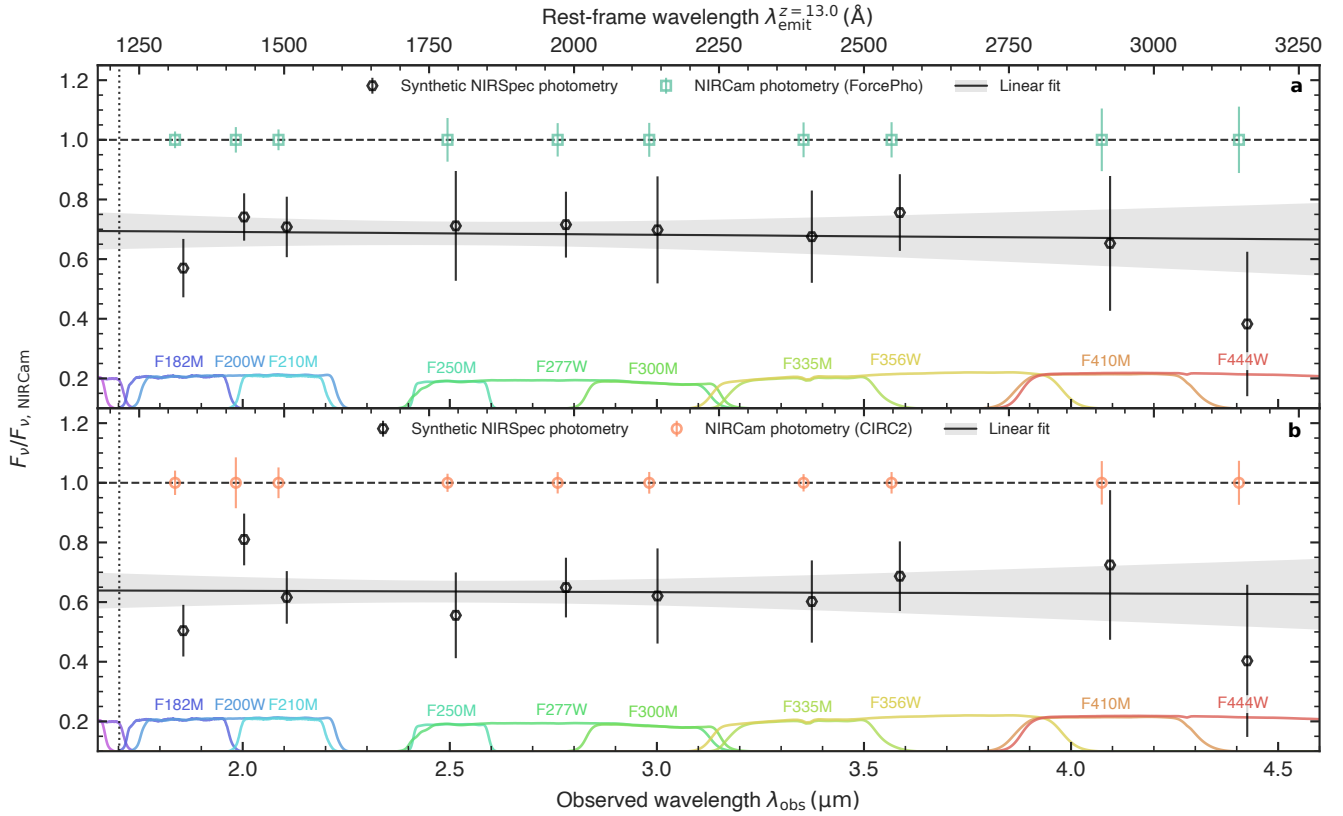 Rest-frame wavelength λ_emit^{z=13.0} (Å)
1250 1500 1750 2000 2250 2500 2750 3000 3250
Synthetic NIRSpec photometry NIRCam photometry (ForcePho) Linear fit a
1.2
1.0
0.8
0.6
0.4
0.2
F182M F200W F210M F250M F277W F300M F335M F356W F410M F444W
F_ν/F_ν, NIRCam
Synthetic NIRSpec photometry NIRCam photometry (CIRC2) Linear fit b
1.2
1.0
0.8
0.6
0.4
0.2
F182M F200W F210M F250M F277W F300M F335M F356W F410M F444W
2.0 2.5 3.0 3.5 4.0 4.5
Observed wavelength λ_obs (μm)